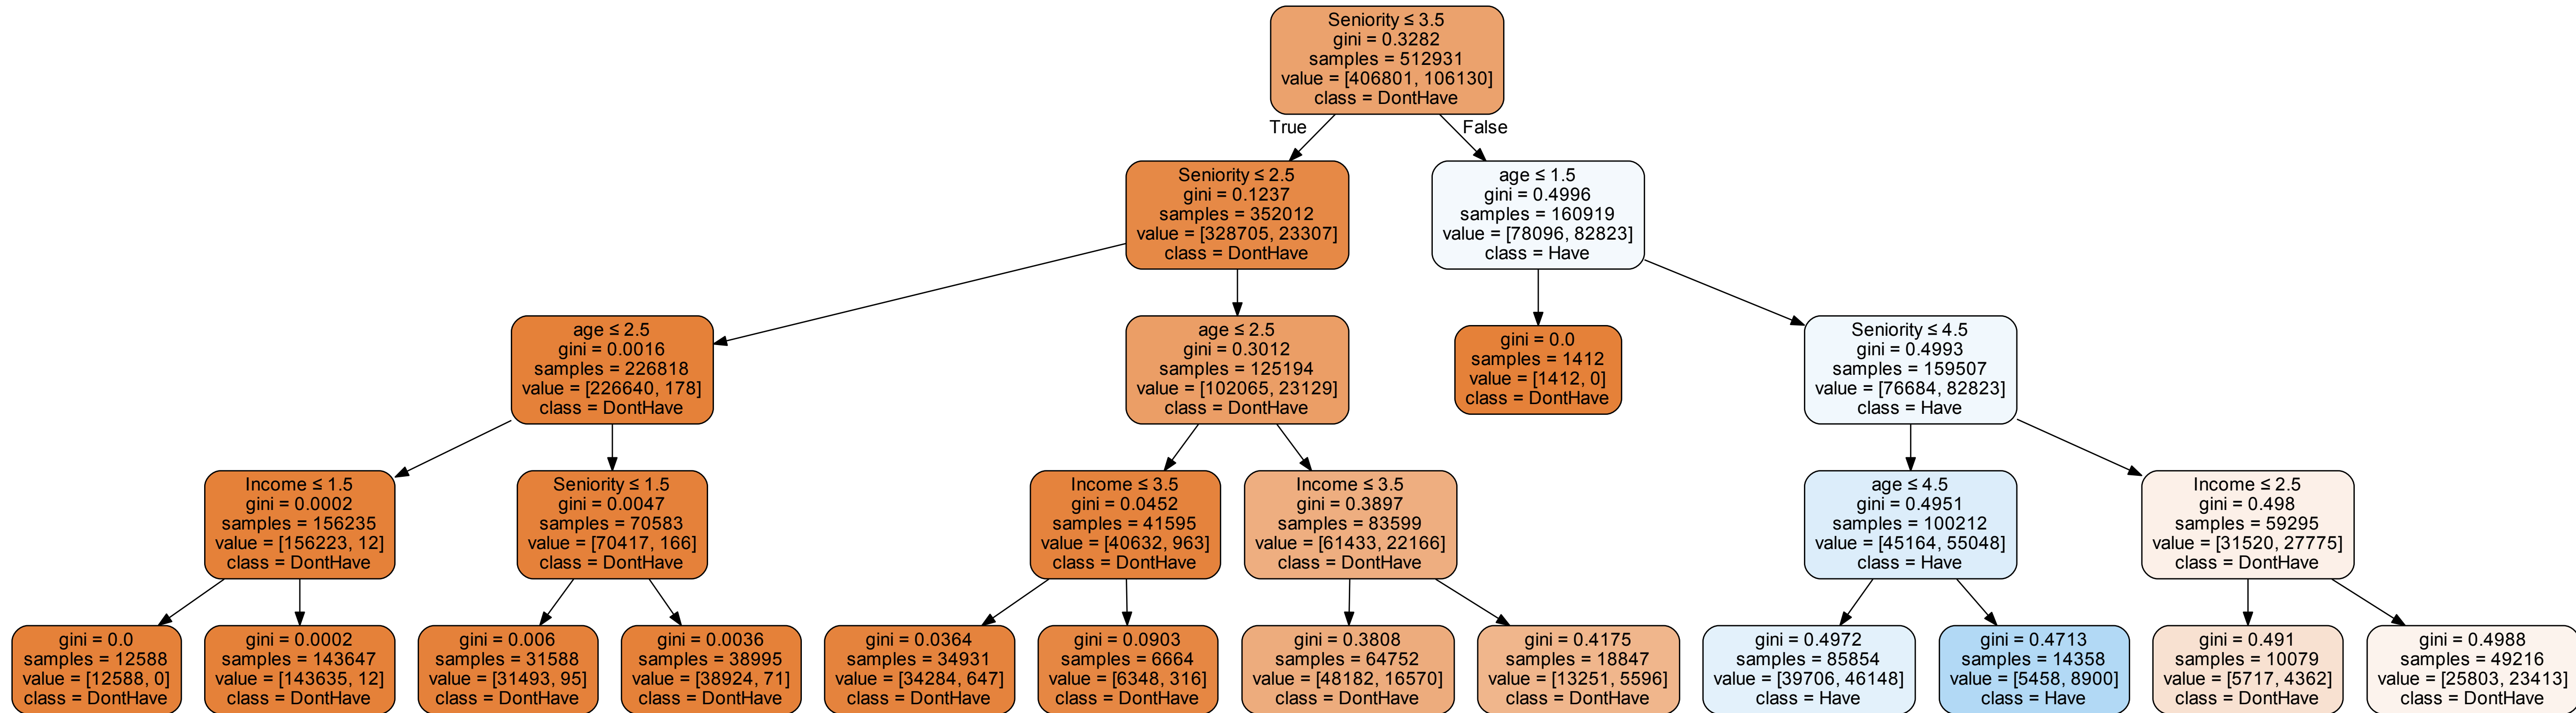 Seniority ≤ 3.5
gini = 0.3282
samples = 512931
value = [406801, 106130]
class = DontHave
True
False
Seniority ≤ 2.5
gini = 0.1237
samples = 352012
value = [328705, 23307]
class = DontHave
age ≤ 1.5
gini = 0.4996
samples = 160919
value = [78096, 82823]
class = Have
age ≤ 2.5
gini = 0.0016
samples = 226818
value = [226640, 178]
class = DontHave
age ≤ 2.5
gini = 0.3012
samples = 125194
value = [102065, 23129]
class = DontHave
gini = 0.0
samples = 1412
value = [1412, 0]
class = DontHave
Seniority ≤ 4.5
gini = 0.4993
samples = 159507
value = [76684, 82823]
class = Have
Income ≤ 1.5
gini = 0.0002
samples = 156235
value = [156223, 12]
class = DontHave
Seniority ≤ 1.5
gini = 0.0047
samples = 70583
value = [70417, 166]
class = DontHave
Income ≤ 3.5
gini = 0.0452
samples = 41595
value = [40632, 963]
class = DontHave
Income ≤ 3.5
gini = 0.3897
samples = 83599
value = [61433, 22166]
class = DontHave
age ≤ 4.5
gini = 0.4951
samples = 100212
value = [45164, 55048]
class = Have
Income ≤ 2.5
gini = 0.498
samples = 59295
value = [31520, 27775]
class = DontHave
gini = 0.0
samples = 12588
value = [12588, 0]
class = DontHave
gini = 0.0002
samples = 143647
value = [143635, 12]
class = DontHave
gini = 0.006
samples = 31588
value = [31493, 95]
class = DontHave
gini = 0.0036
samples = 38995
value = [38924, 71]
class = DontHave
gini = 0.0364
samples = 34931
value = [34284, 647]
class = DontHave
gini = 0.0903
samples = 6664
value = [6348, 316]
class = DontHave
gini = 0.3808
samples = 64752
value = [48182, 16570]
class = DontHave
gini = 0.4175
samples = 18847
value = [13251, 5596]
class = DontHave
gini = 0.4972
samples = 85854
value = [39706, 46148]
class = Have
gini = 0.4713
samples = 14358
value = [5458, 8900]
class = Have
gini = 0.491
samples = 10079
value = [5717, 4362]
class = DontHave
gini = 0.4988
samples = 49216
value = [25803, 23413]
class = DontHave